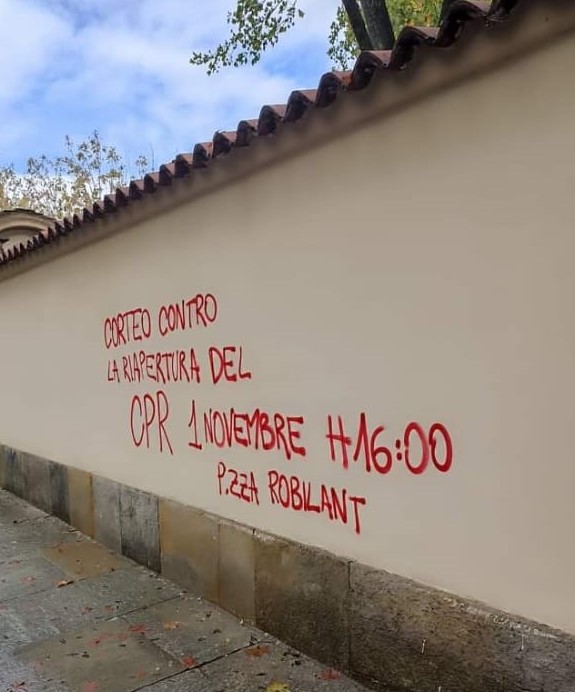 CORTEO CONTRO
LA RIAPERTURA DEL
CPR 1 NOVEMBRE H16:00
P.ZZA ROBILANT